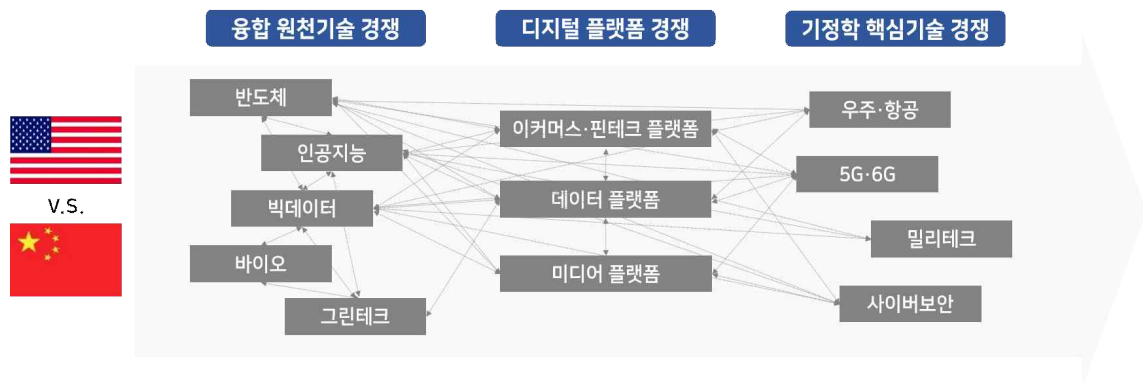 융합 원천기술 경쟁
디지털 플랫폼 경쟁
기정학 핵심기술 경쟁
V.S.
반도체
인공지능
빅데이터
바이오
그린테크
이커머스·핀테크 플랫폼
데이터 플랫폼
미디어 플랫폼
우주·항공
5G·6G
밀리테크
사이버보안